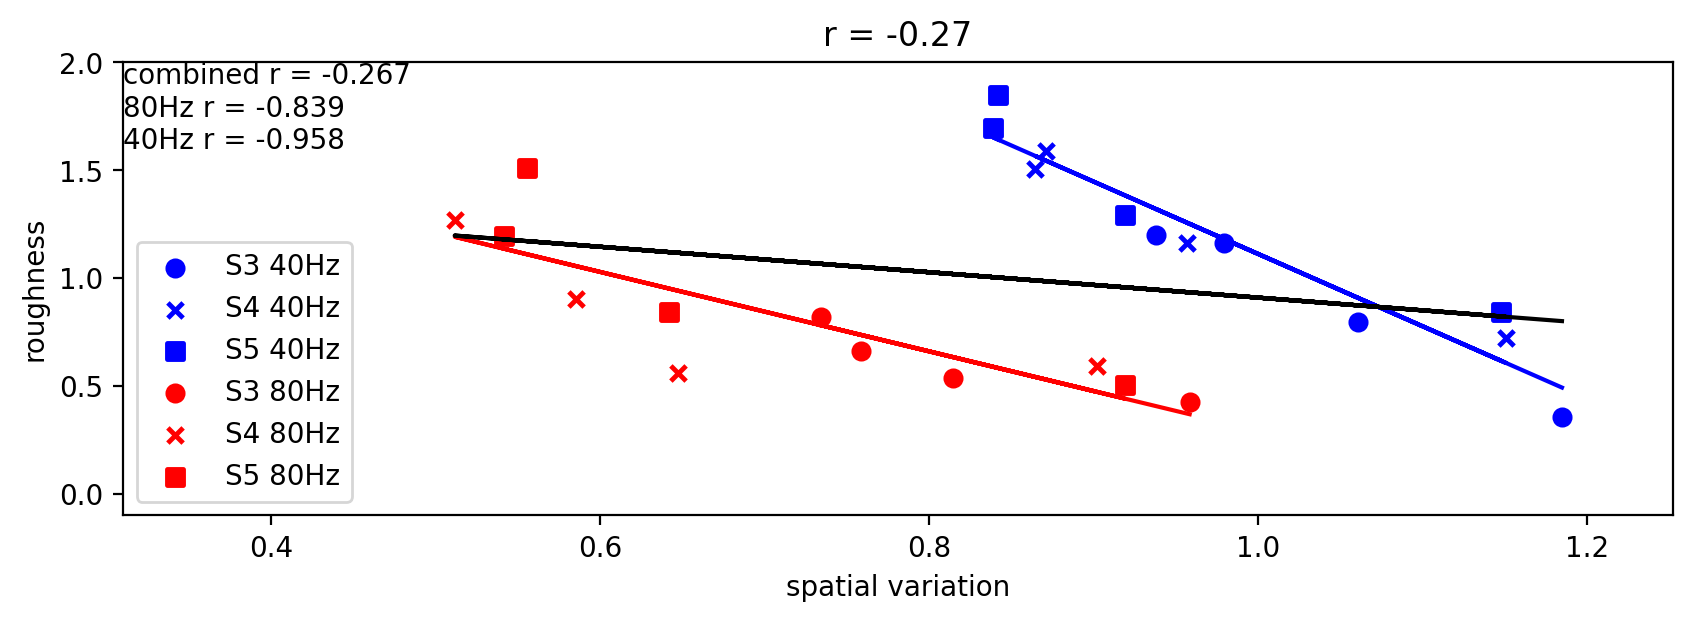 r = -0.27
combined r = -0.267
80Hz r = -0.839
40Hz r = -0.958
2.0
1.5
1.0
0.5
0.0
roughness
S3 40Hz
S4 40Hz
S5 40Hz
S3 80Hz
S4 80Hz
S5 80Hz
0.4 0.6 0.8 1.0 1.2
spatial variation